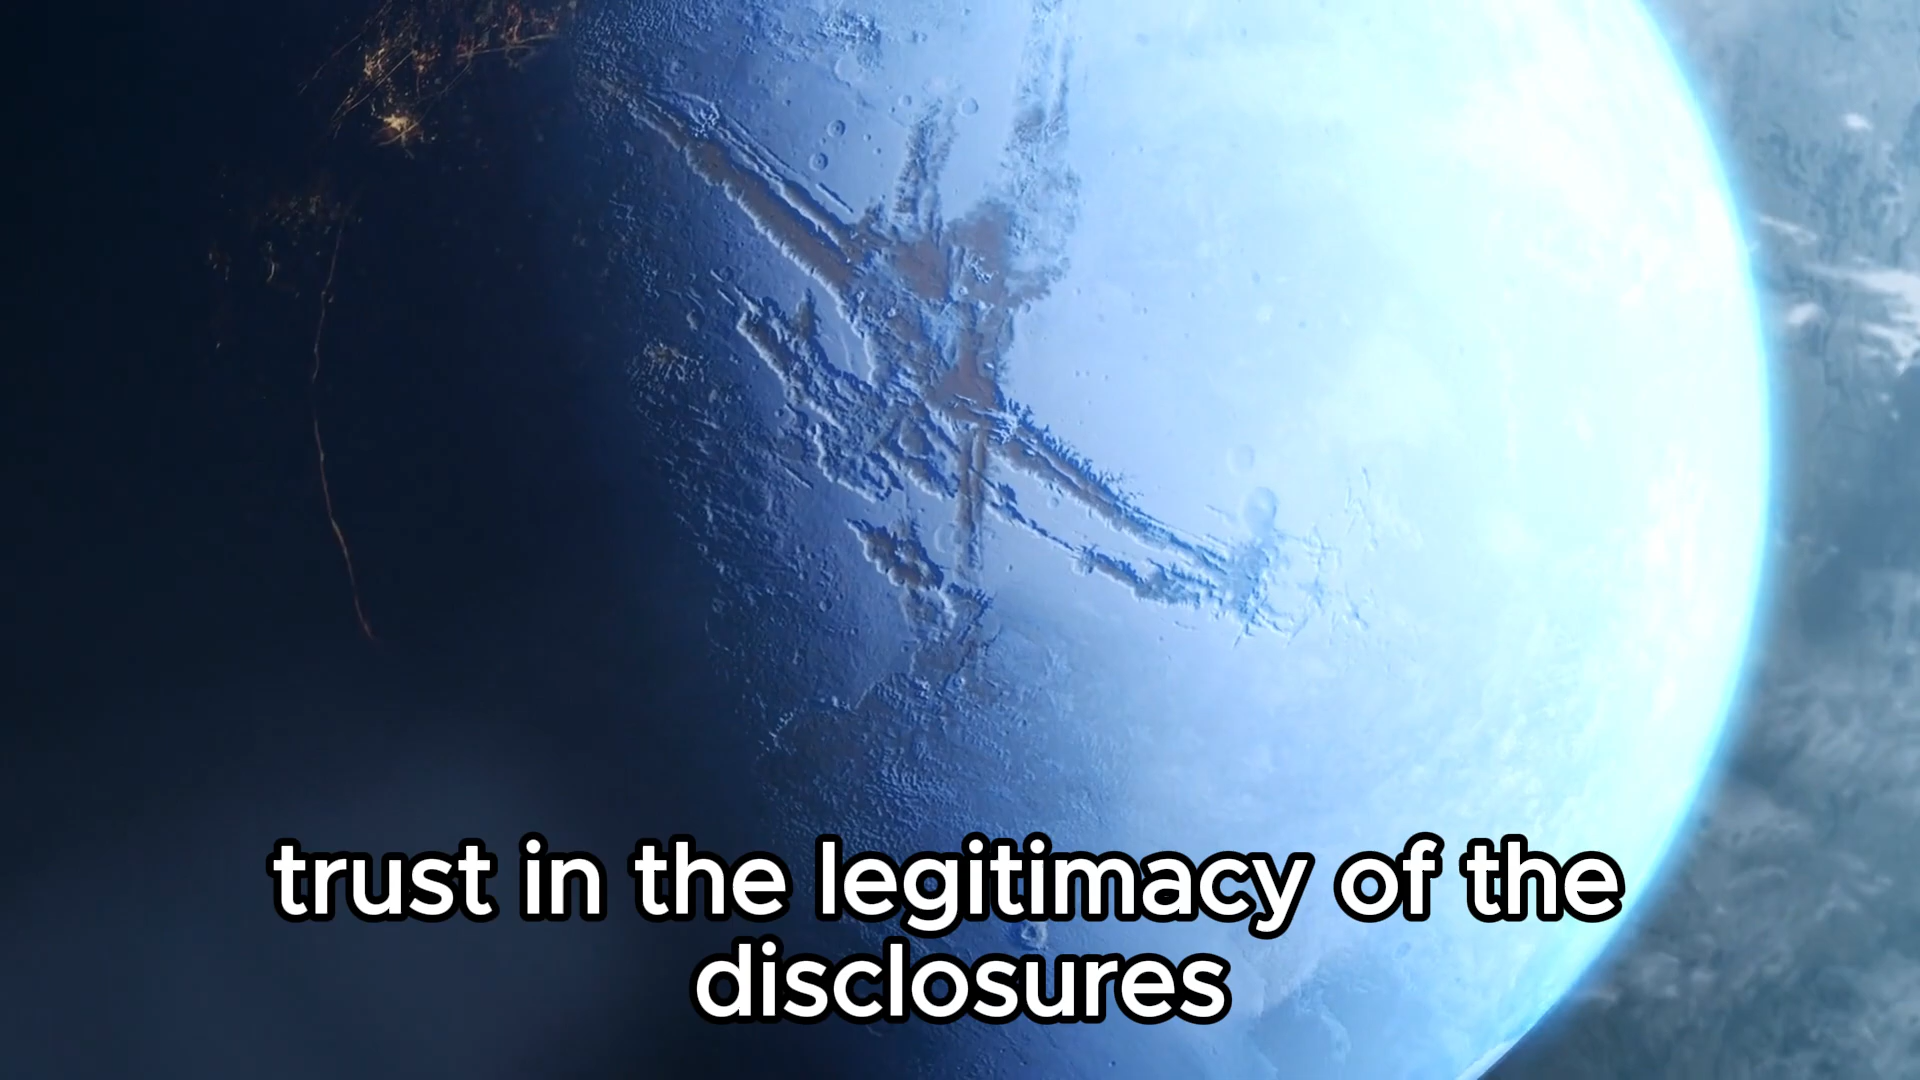 trust in the legitimacy of the
disclosures